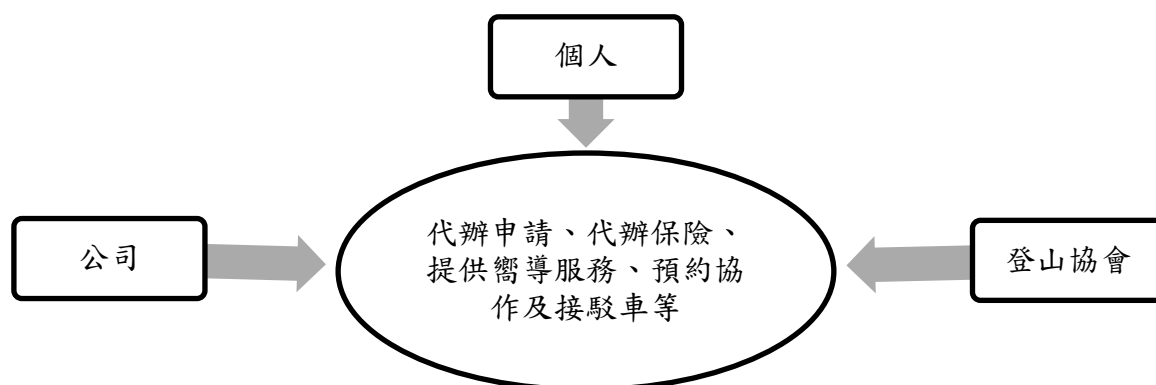 個人
公司
代辦申請、代辦保險、
提供嚮導服務、預約協
作及接駁車等
登山協會